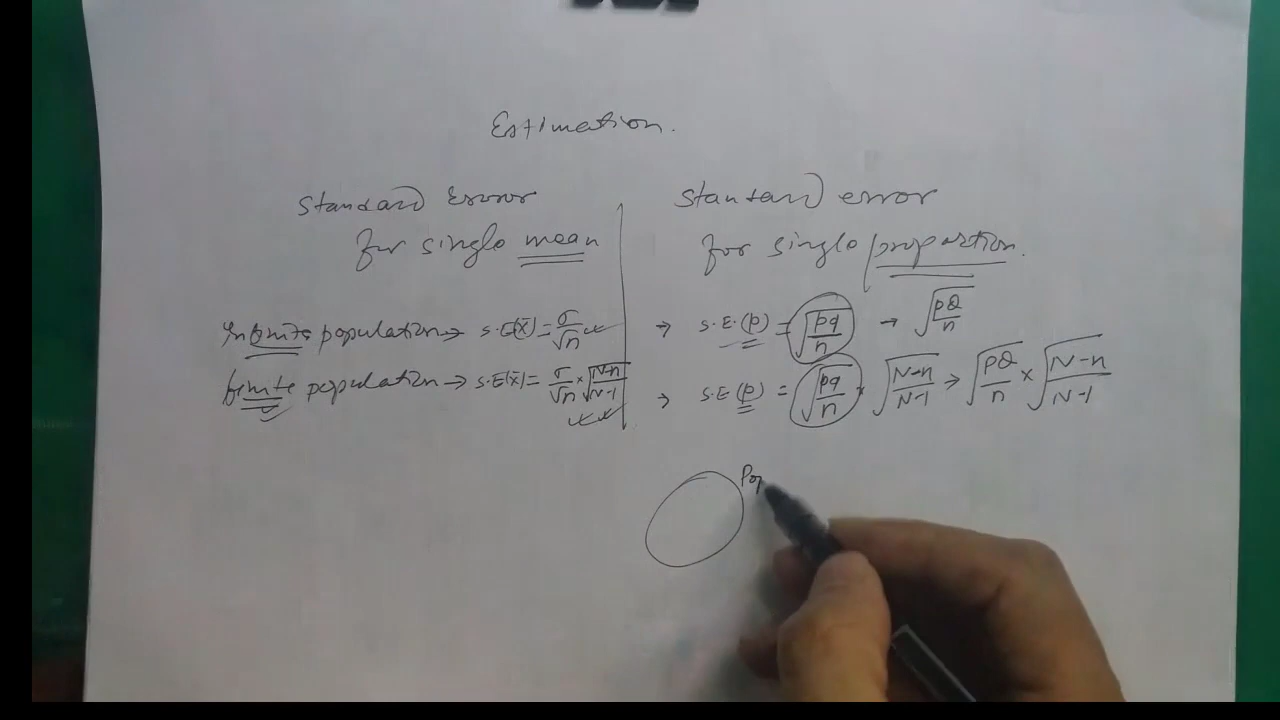 Estimation.
Standard Error
for single mean
Infinite population → S.E(x̄) = σ/√n
finite population → S.E(x̄) = σ/√n × √(N-n/N-1)
Standard error
for single proportion.
→ S.E.(p) = √(pq/n) → √(PQ/n)
→ S.E(p) = √(pq/n) · √(N-n/N-1) → √(PQ/n) × √(N-n/N-1)
Pop